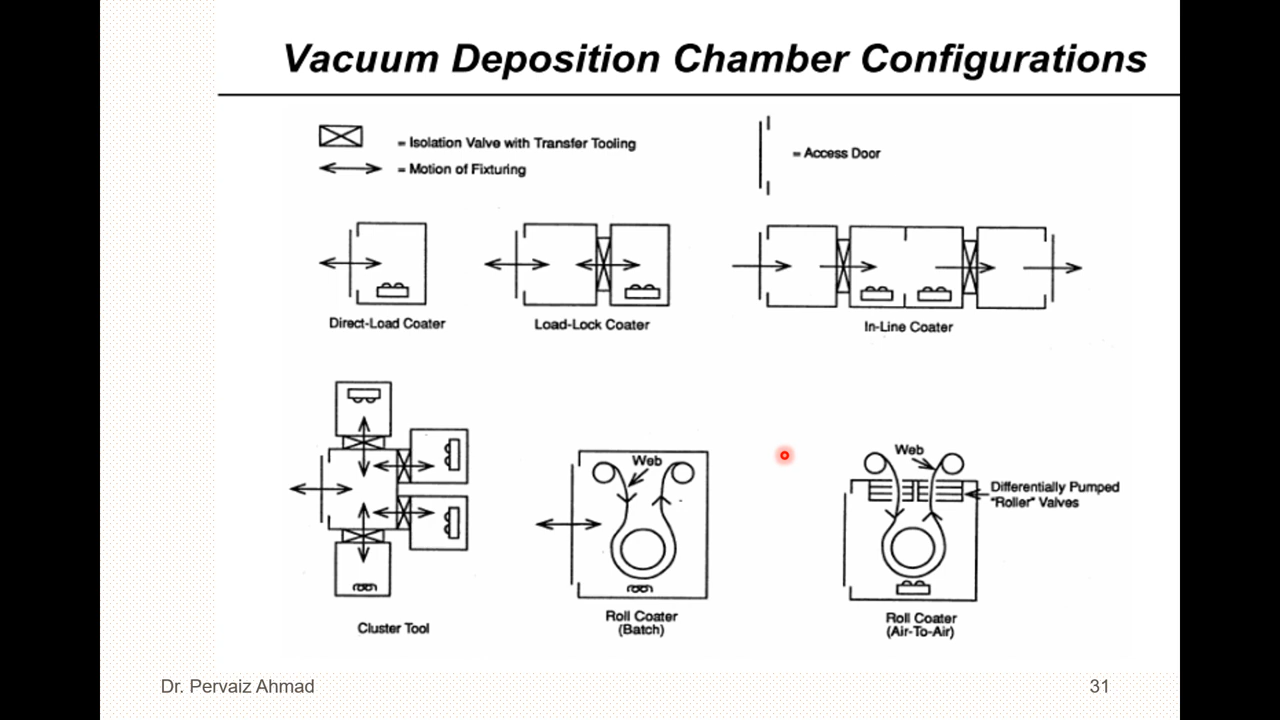 Vacuum Deposition Chamber Configurations
= Isolation Valve with Transfer Tooling
= Motion of Fixturing
= Access Door
Direct-Load Coater
Load-Lock Coater
In-Line Coater
Cluster Tool
Web
Roll Coater
(Batch)
Web
Differentially Pumped
"Roller" Valves
Roll Coater
(Air-To-Air)
Dr. Pervaiz Ahmad
31